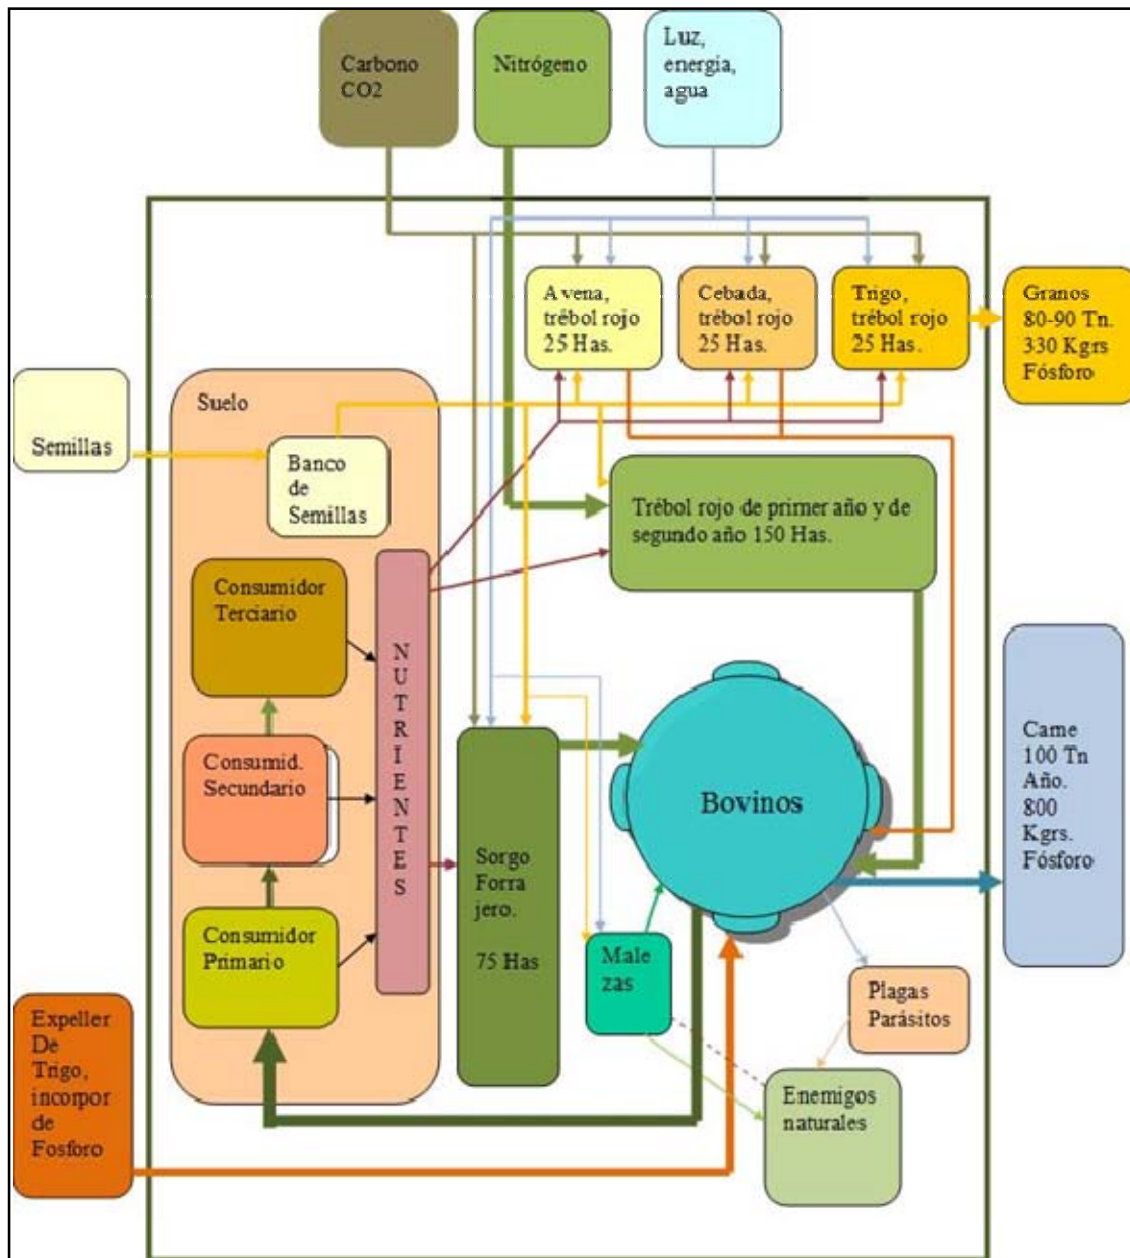 Carbono
CO2
Nitrógeno
Luz,
energía,
agua
Avena,
trébol rojo
25 Has.
Cebada,
trébol rojo
25 Has.
Trigo,
trébol rojo
25 Has.
Granos
80-90 Tn.
330 Kgrs
Fósforo
Semillas
Suelo
Banco
de
Semillas
Trébol rojo de primer año y de
segundo año 150 Has.
Consumidor
Terciario
NUTRIENTES
Consumid.
Secundario
Consumidor
Primario
Sorgo
Forra
jero.
75 Has
Bovinos
Carne
100 Tn
Año.
800
Kgrs.
Fósforo
Male
zas
Plagas
Parásitos
Enemigos
naturales
Expeller
De
Trigo,
incorpor
de
Fosforo